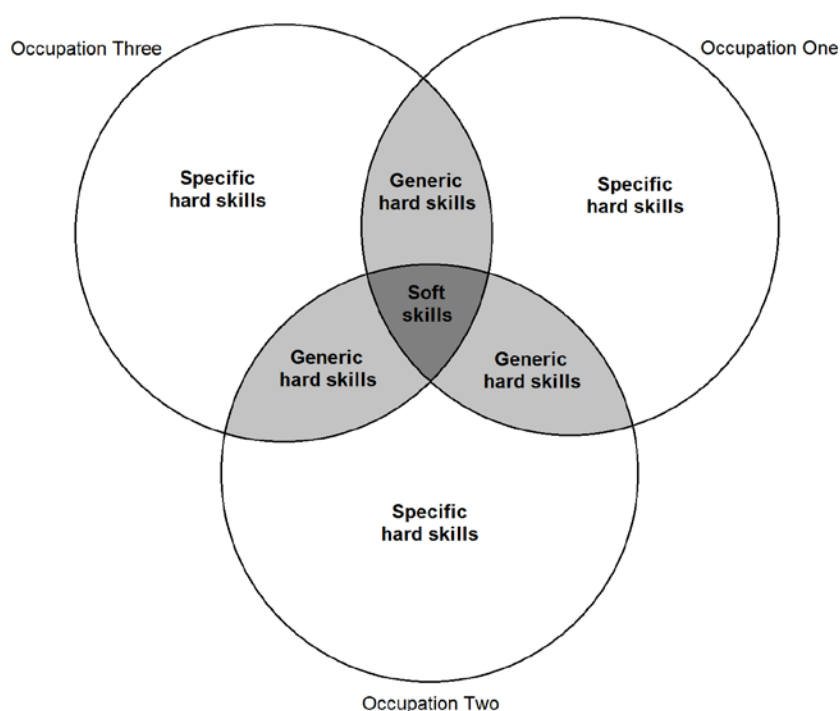 Occupation Three
Occupation One
Specific
hard skills
Generic
hard skills
Specific
hard skills
Soft
skills
Generic
hard skills
Generic
hard skills
Specific
hard skills
Occupation Two